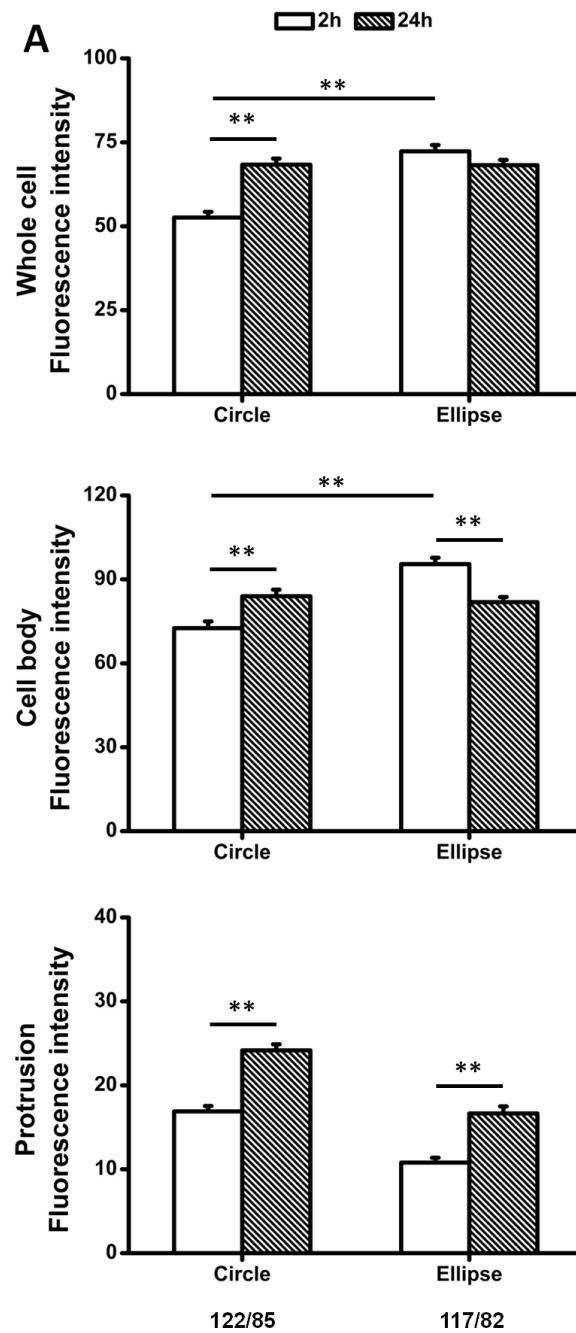 2h 24h
A
**
**
100
75
50
25
0
Whole cell
Fluorescence intensity
Circle Ellipse
**
**
**
120
90
60
30
0
Cell body
Fluorescence intensity
Circle Ellipse
**
**
40
30
20
10
0
Protrusion
Fluorescence intensity
Circle Ellipse
122/85 117/82